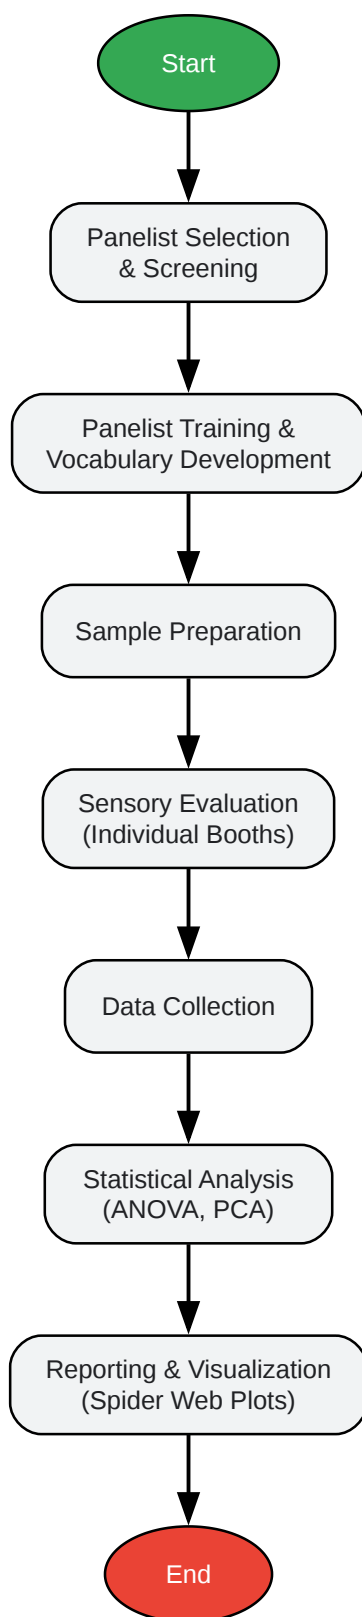 Start
Panelist Selection
& Screening
Panelist Training &
Vocabulary Development
Sample Preparation
Sensory Evaluation
(Individual Booths)
Data Collection
Statistical Analysis
(ANOVA, PCA)
Reporting & Visualization
(Spider Web Plots)
End